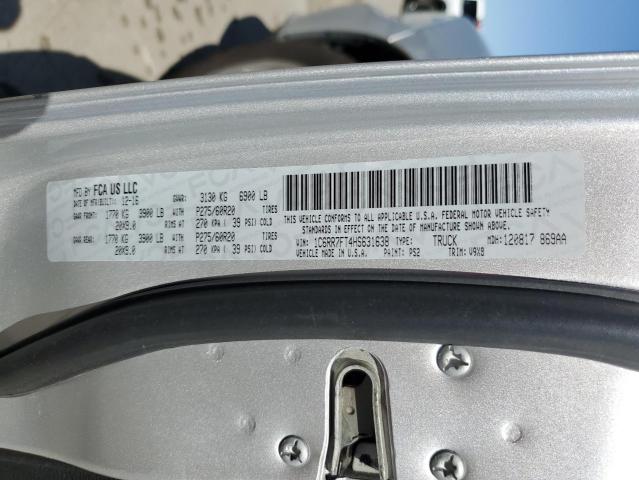 MFD BY FCA US LLC
DATE OF MFR(BUILT): 12-16 GVWR: 3130 KG 6900 LB
GAWR FRONT: 1770 KG 3900 LB WITH P275/60R20 TIRES
20X9.0 RIMS AT 270 KPA ( 39 PSI) COLD
GAWR REAR: 1770 KG 3900 LB WITH P275/60R20 TIRES
20X9.0 RIMS AT 270 KPA ( 39 PSI) COLD
THIS VEHICLE CONFORMS TO ALL APPLICABLE U.S.A. FEDERAL MOTOR VEHICLE SAFETY
STANDARDS IN EFFECT ON THE DATE OF MANUFACTURE SHOWN ABOVE.
VIN: 1C6RR7FT4HS631638 TYPE: TRUCK MDH: 120817 869AA
VEHICLE MADE IN U.S.A. PAINT: PS2 TRIM: V9X8